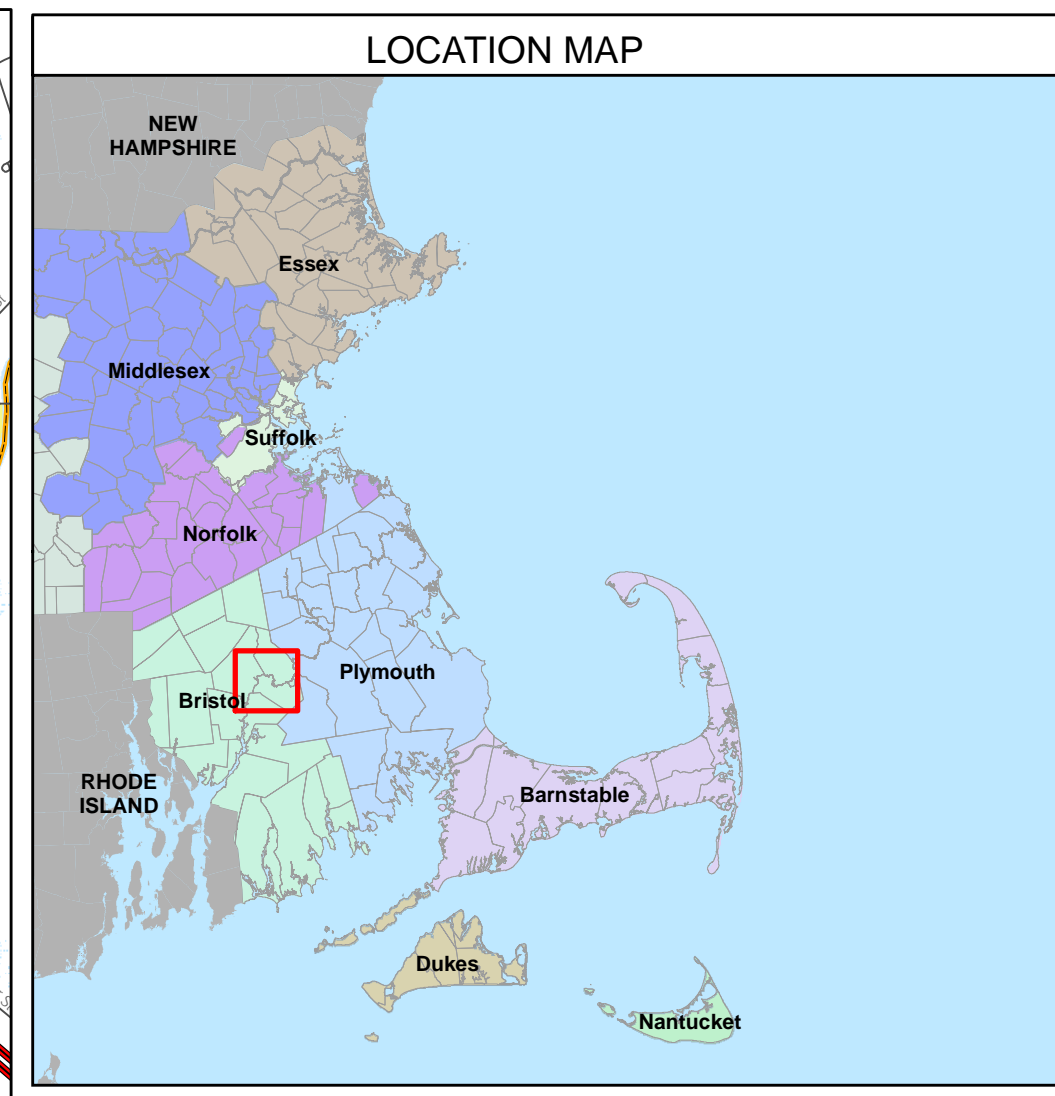 LOCATION MAP
NEW
HAMPSHIRE
Essex
Middlesex
Suffolk
Norfolk
Plymouth
Bristol
RHODE
ISLAND
Barnstable
Dukes
Nantucket